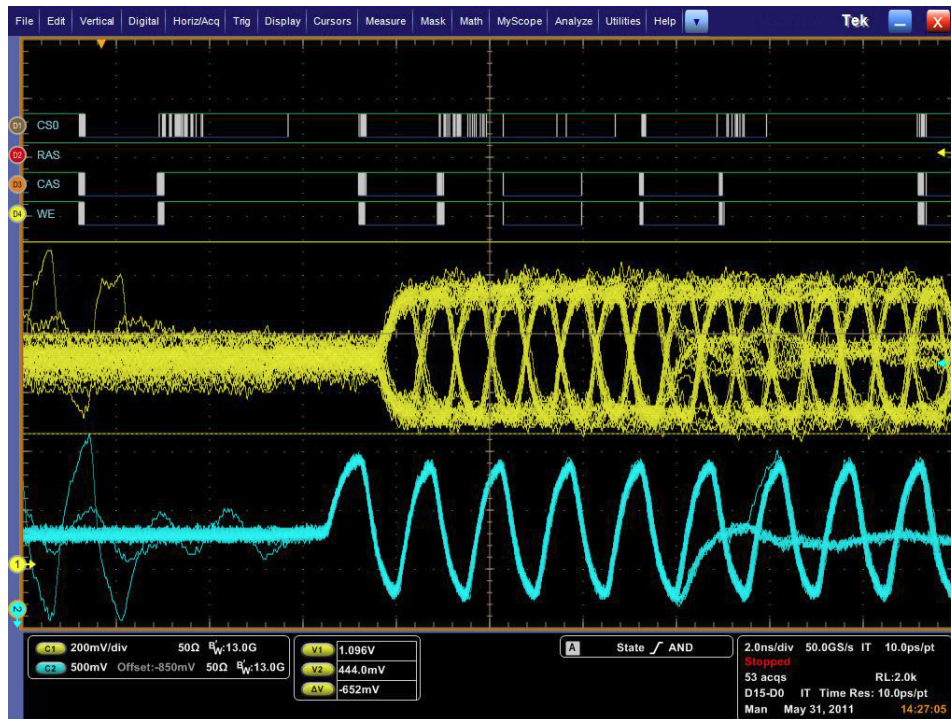 File Edit Vertical Digital Horiz/Acq Trig Display Cursors Measure Mask Math MyScope Analyze Utilities Help Tek X
D1 CS0
D2 RAS
D3 CAS
D4 WE
1
2
C1 200mV/div 50Ω BW:13.0G
C2 500mV Offset:-850mV 50Ω BW:13.0G
V1 1.096V
V2 444.0mV
ΔV -652mV
A State AND
2.0ns/div 50.0GS/s IT 10.0ps/pt
Stopped
53 acqs RL:2.0k
D15-D0 IT Time Res: 10.0ps/pt
Man May 31, 2011 14:27:05